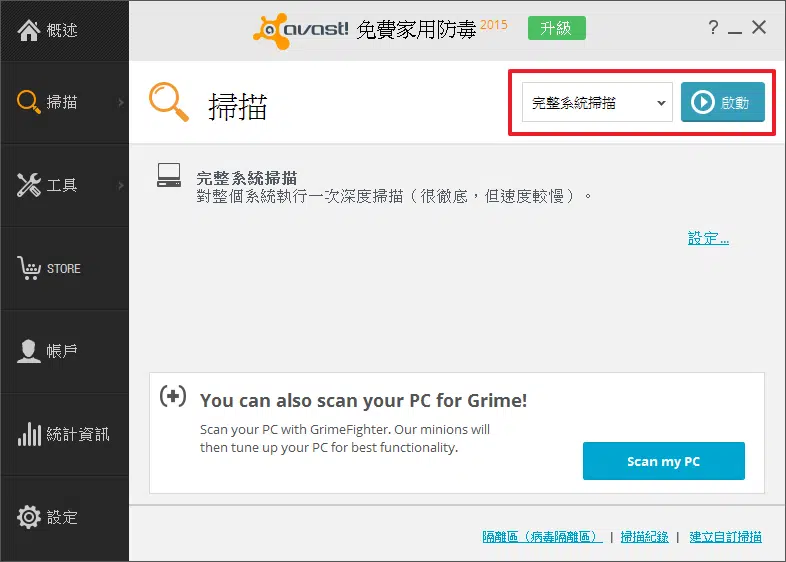 概述
avast! 免費家用防毒 2015
升級
?
掃描
掃描
完整系統掃描
啟動
工具
STORE
帳戶
統計資訊
設定
完整系統掃描
對整個系統執行一次深度掃描（很徹底，但速度較慢）。
設定...
You can also scan your PC for Grime!
Scan your PC with GrimeFighter. Our minions will
then tune up your PC for best functionality.
Scan my PC
隔離區（病毒隔離區） | 掃描紀錄 | 建立自訂掃描